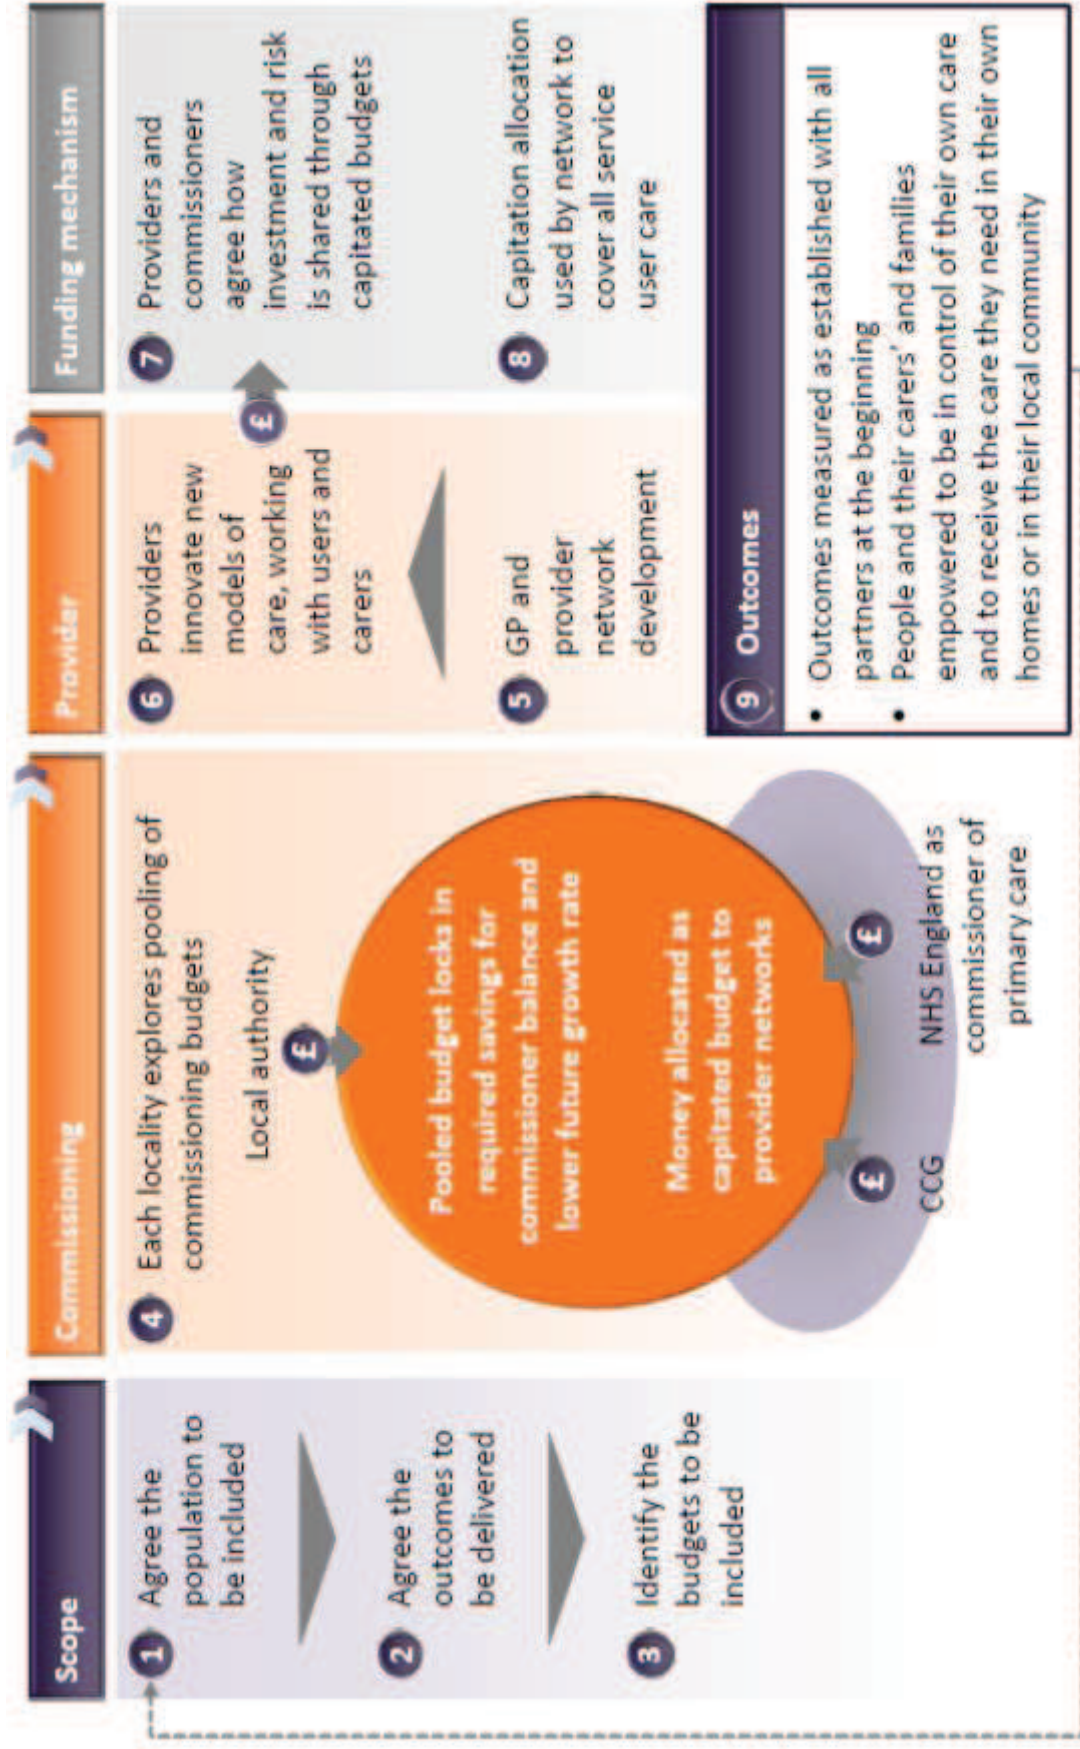 Scope
1 Agree the
population to
be included
2 Agree the
outcomes to
be delivered
3 Identify the
budgets to be
included
Commissioning
4 Each locality explores pooling of
commissioning budgets
Local authority
£
Pooled budget locks in
required savings for
commissioner balance and
lower future growth rate
Money allocated as
capitated budget to
provider networks
£
£
CCG
NHS England as
commissioner of
primary care
Provider
6 Providers
innovate new
models of
care, working
with users and
carers
£
5 GP and
provider
network
development
Funding mechanism
7 Providers and
commissioners
agree how
investment and risk
is shared through
capitated budgets
8 Capitation allocation
used by network to
cover all service
user care
9 Outcomes
• Outcomes measured as established with all
partners at the beginning
• People and their carers' and families
empowered to be in control of their own care
and to receive the care they need in their own
homes or in their local community